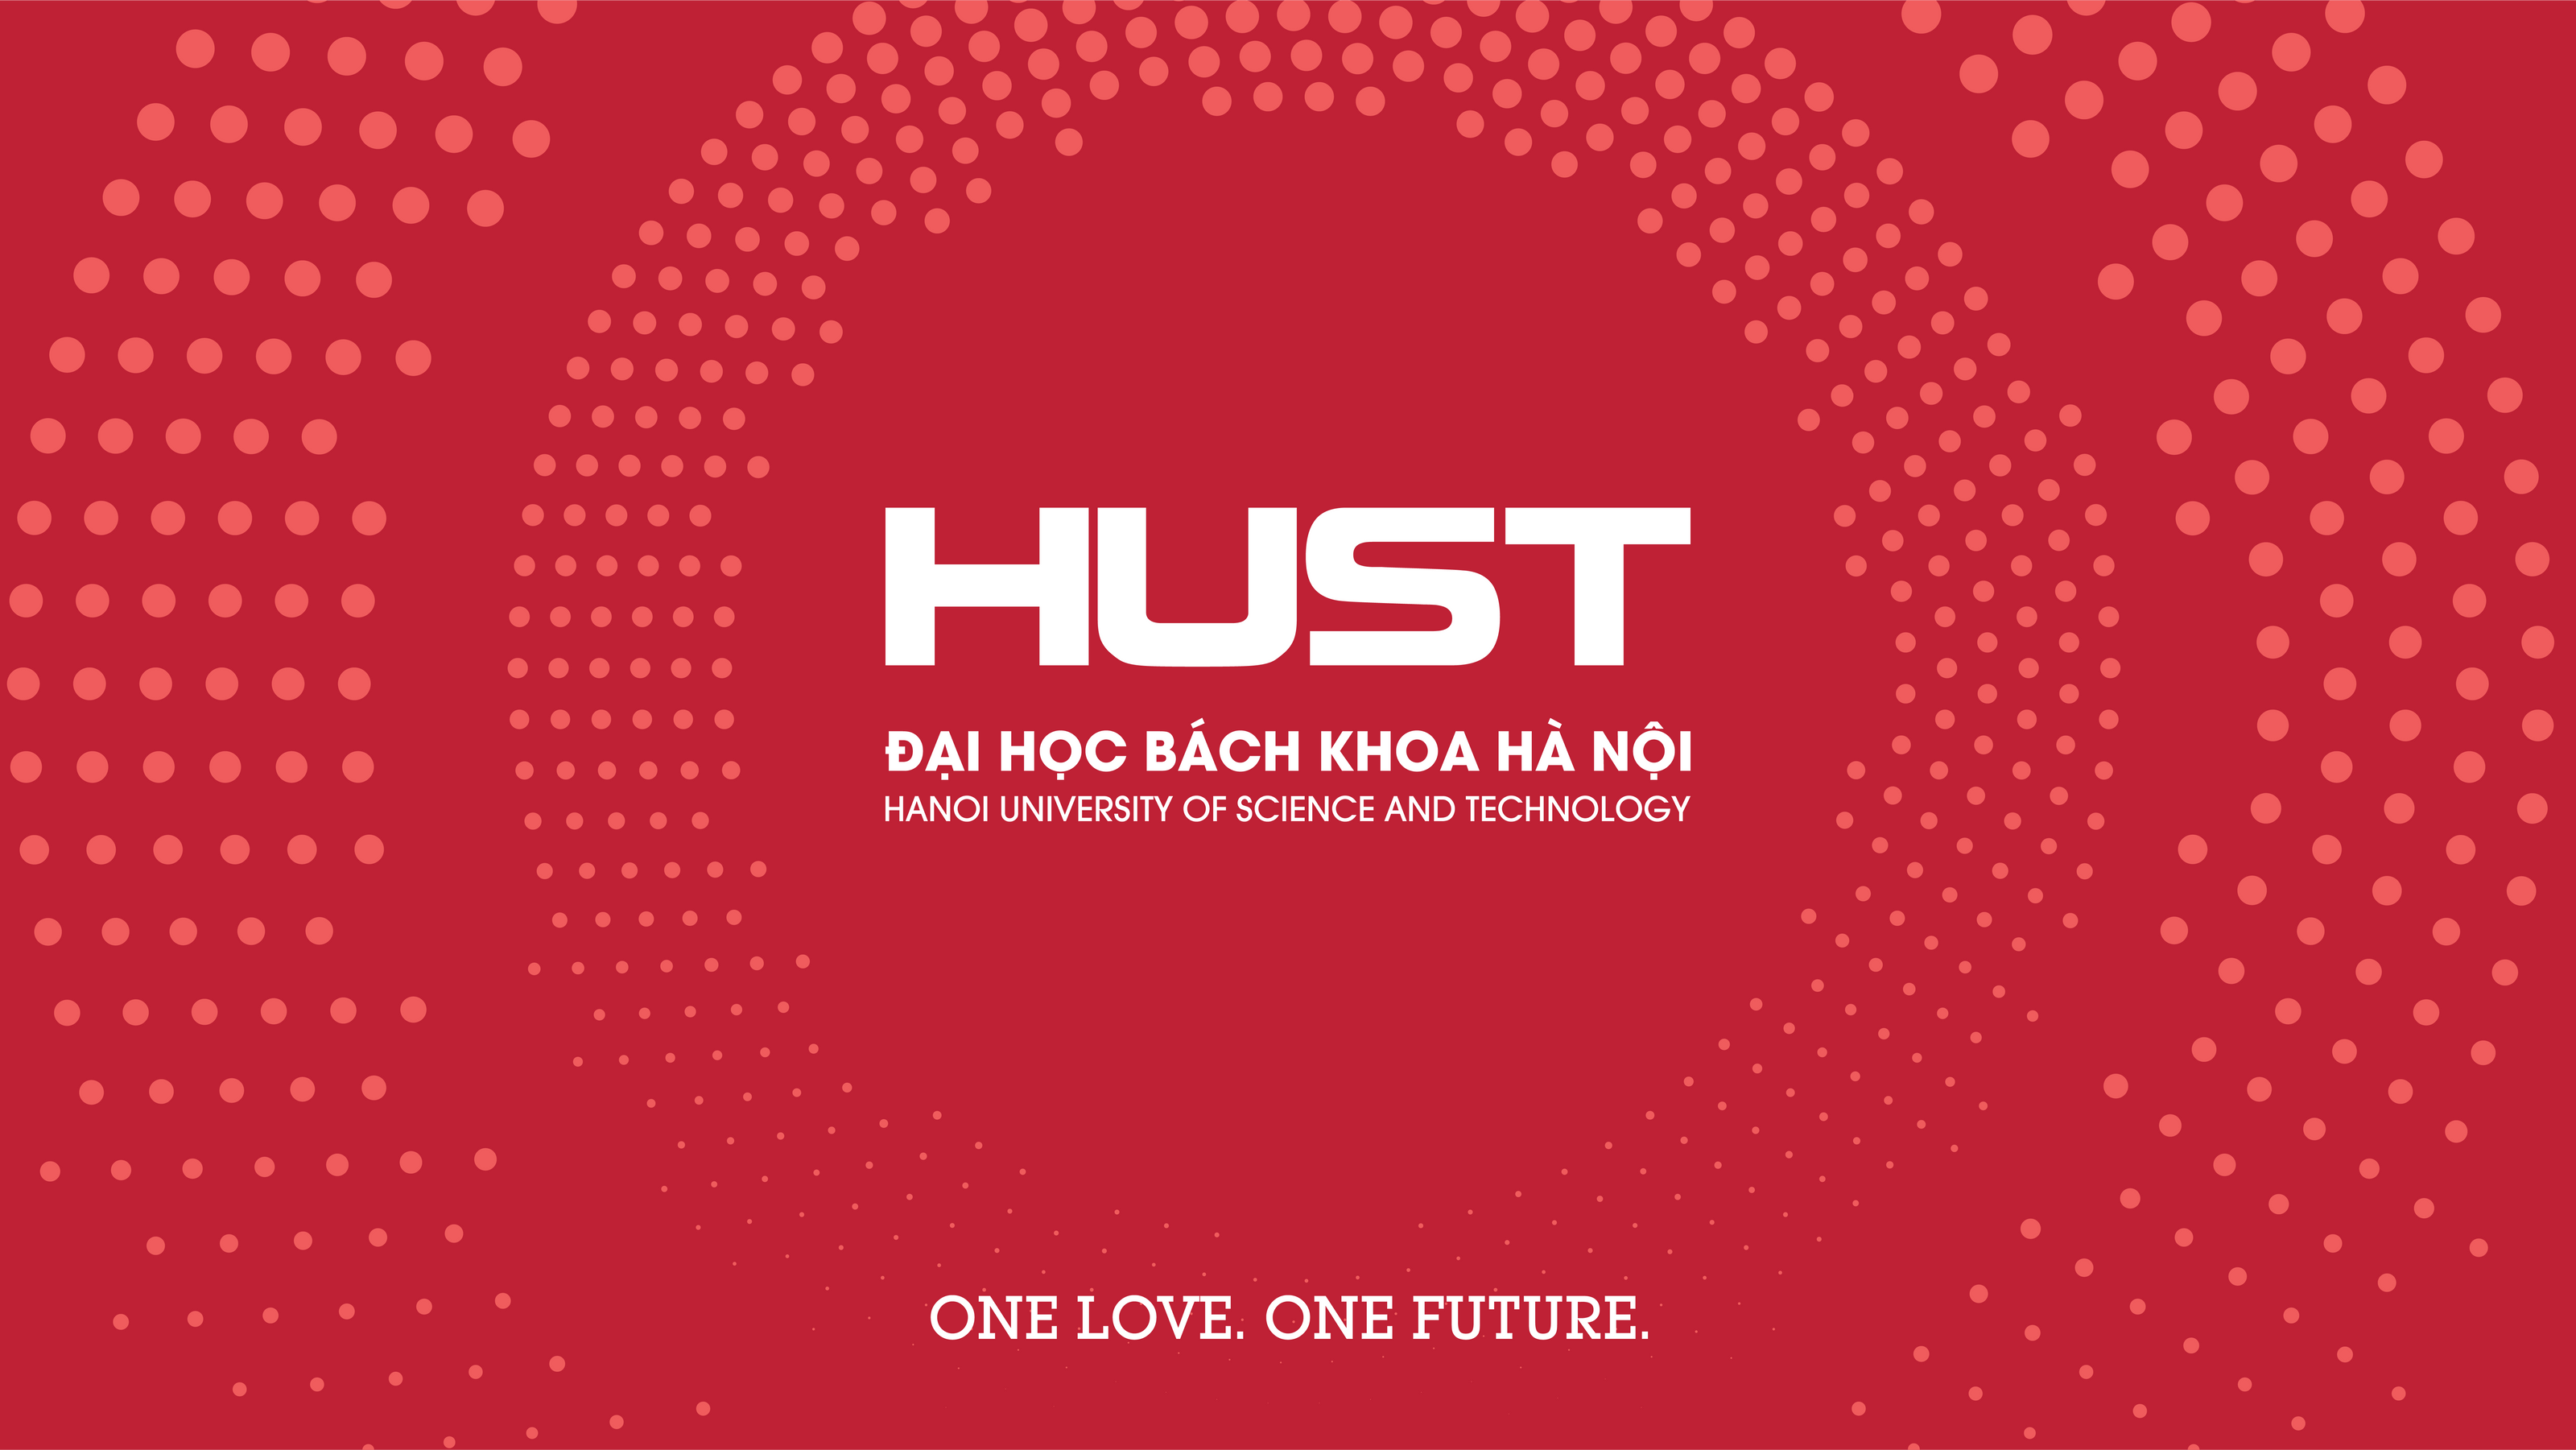 HUST
ĐẠI HỌC BÁCH KHOA HÀ NỘI
HANOI UNIVERSITY OF SCIENCE AND TECHNOLOGY
ONE LOVE. ONE FUTURE.